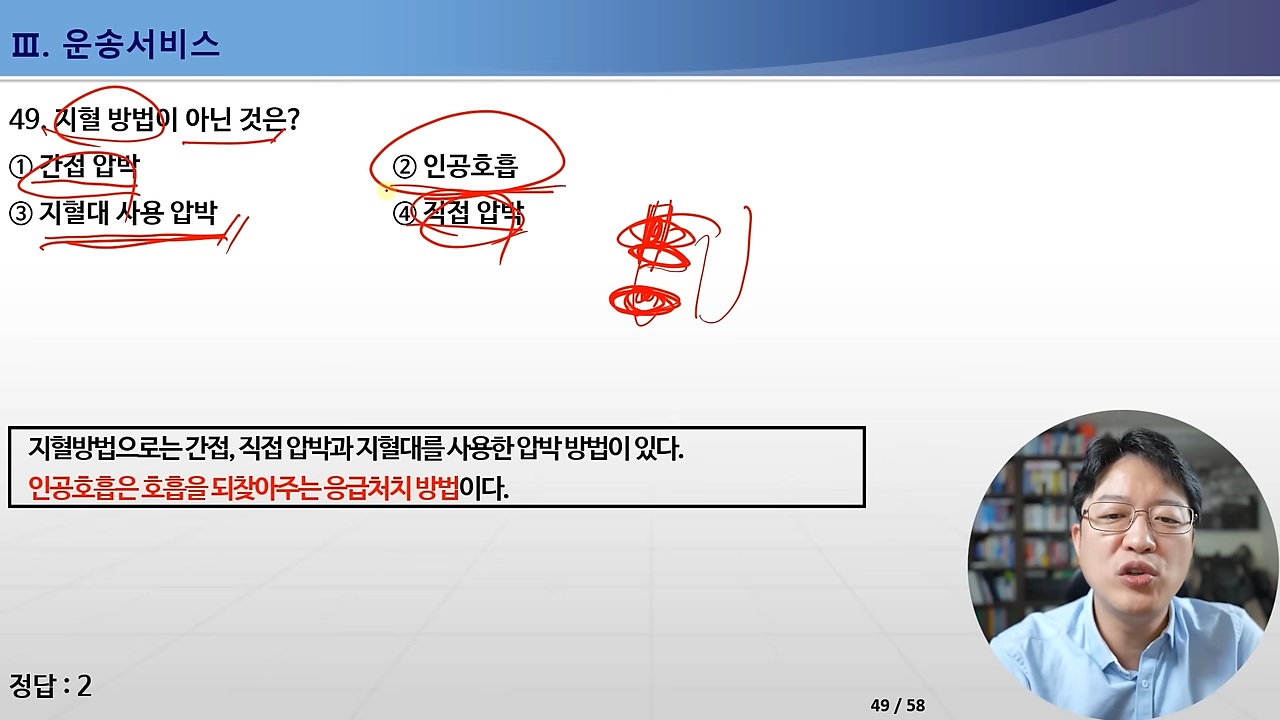 Ⅲ. 운송서비스
49. 지혈 방법이 아닌 것은?
① 간접 압박 ② 인공호흡
③ 지혈대 사용 압박 ④ 직접 압박
지혈방법으로는 간접, 직접 압박과 지혈대를 사용한 압박 방법이 있다.
인공호흡은 호흡을 되찾아주는 응급처치 방법이다.
정답 : 2
49 / 58